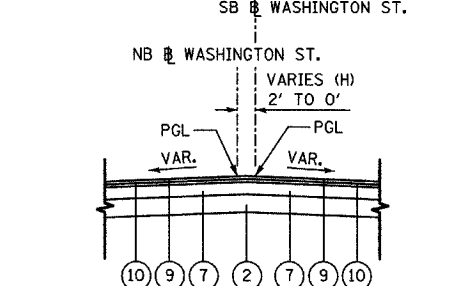 SB ⅊ WASHINGTON ST.
NB ⅊ WASHINGTON ST.
VARIES (H)
2' TO 0'
PGL PGL
VAR. VAR.
10 9 7 2 7 9 10